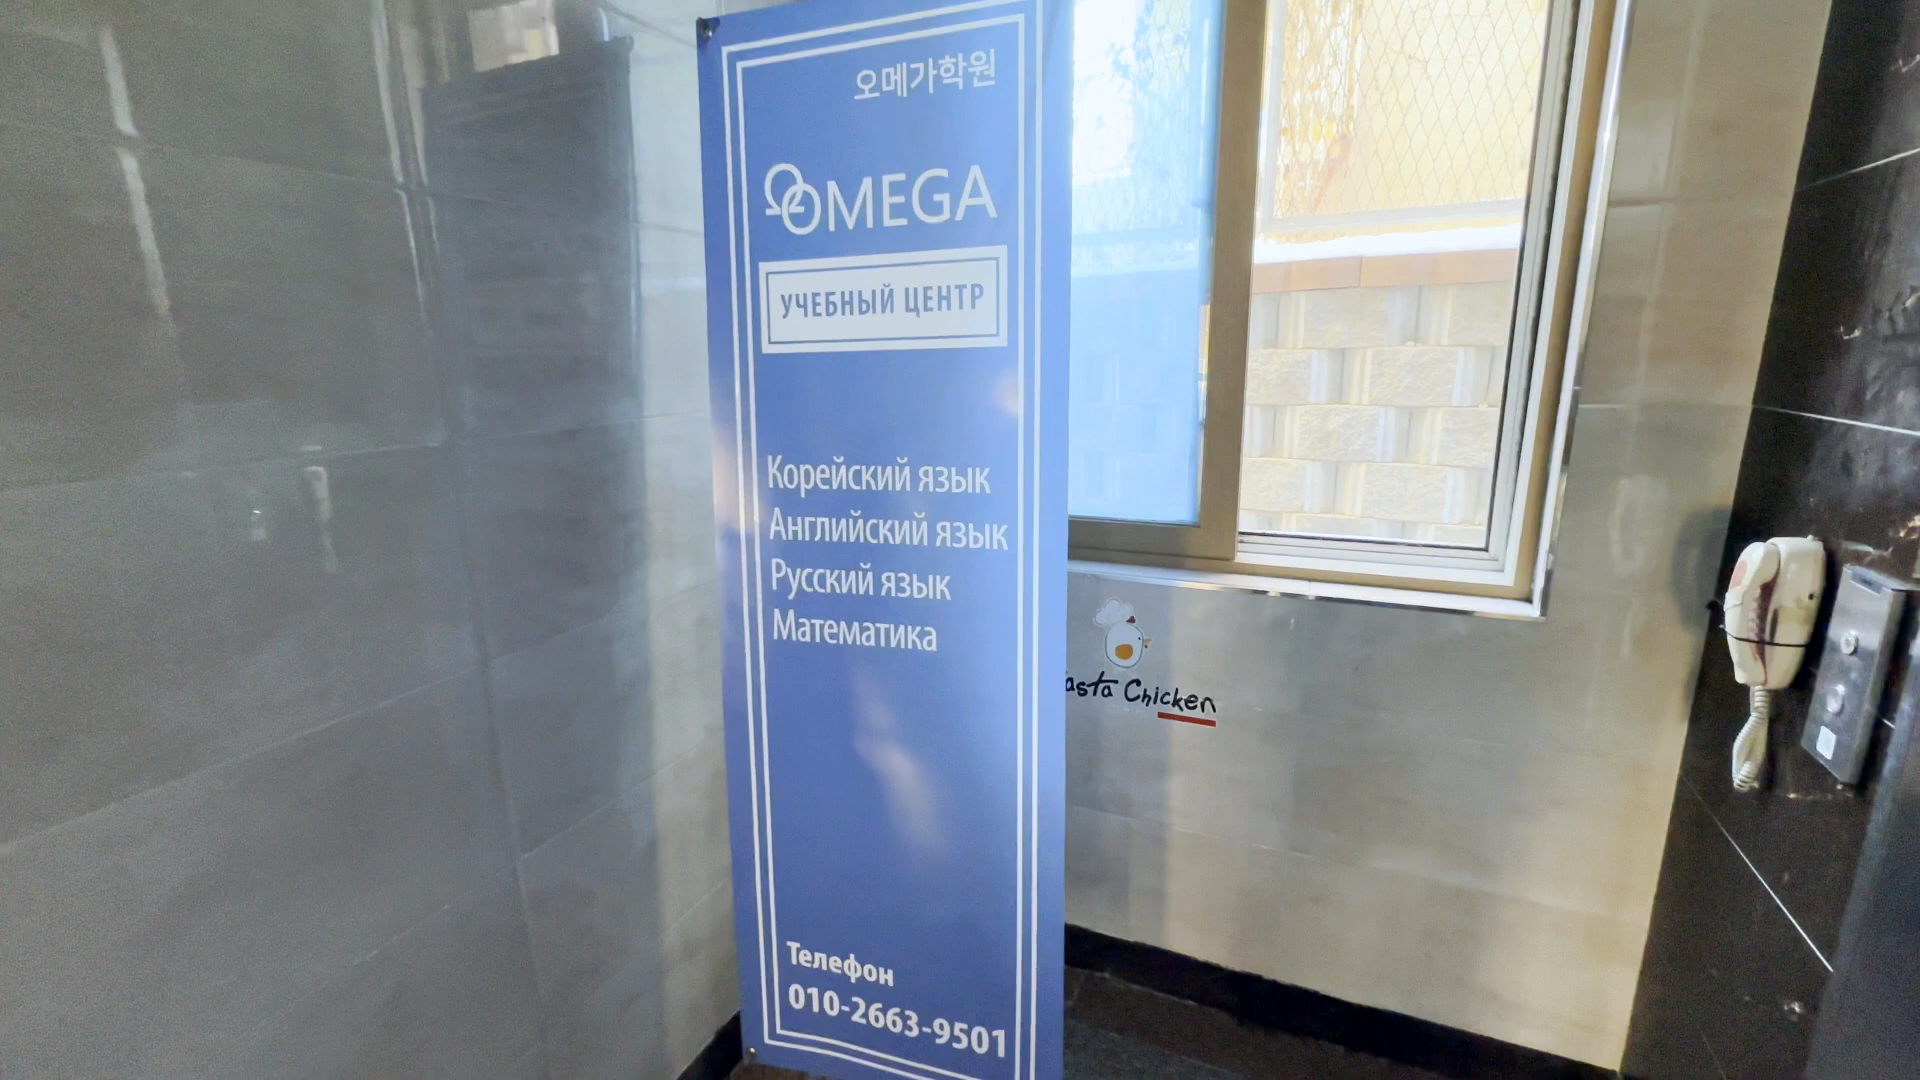 오메가학원
OMEGA
УЧЕБНЫЙ ЦЕНТР
Корейский язык
Английский язык
Русский язык
Математика
Телефон
010-2663-9501
Chicken